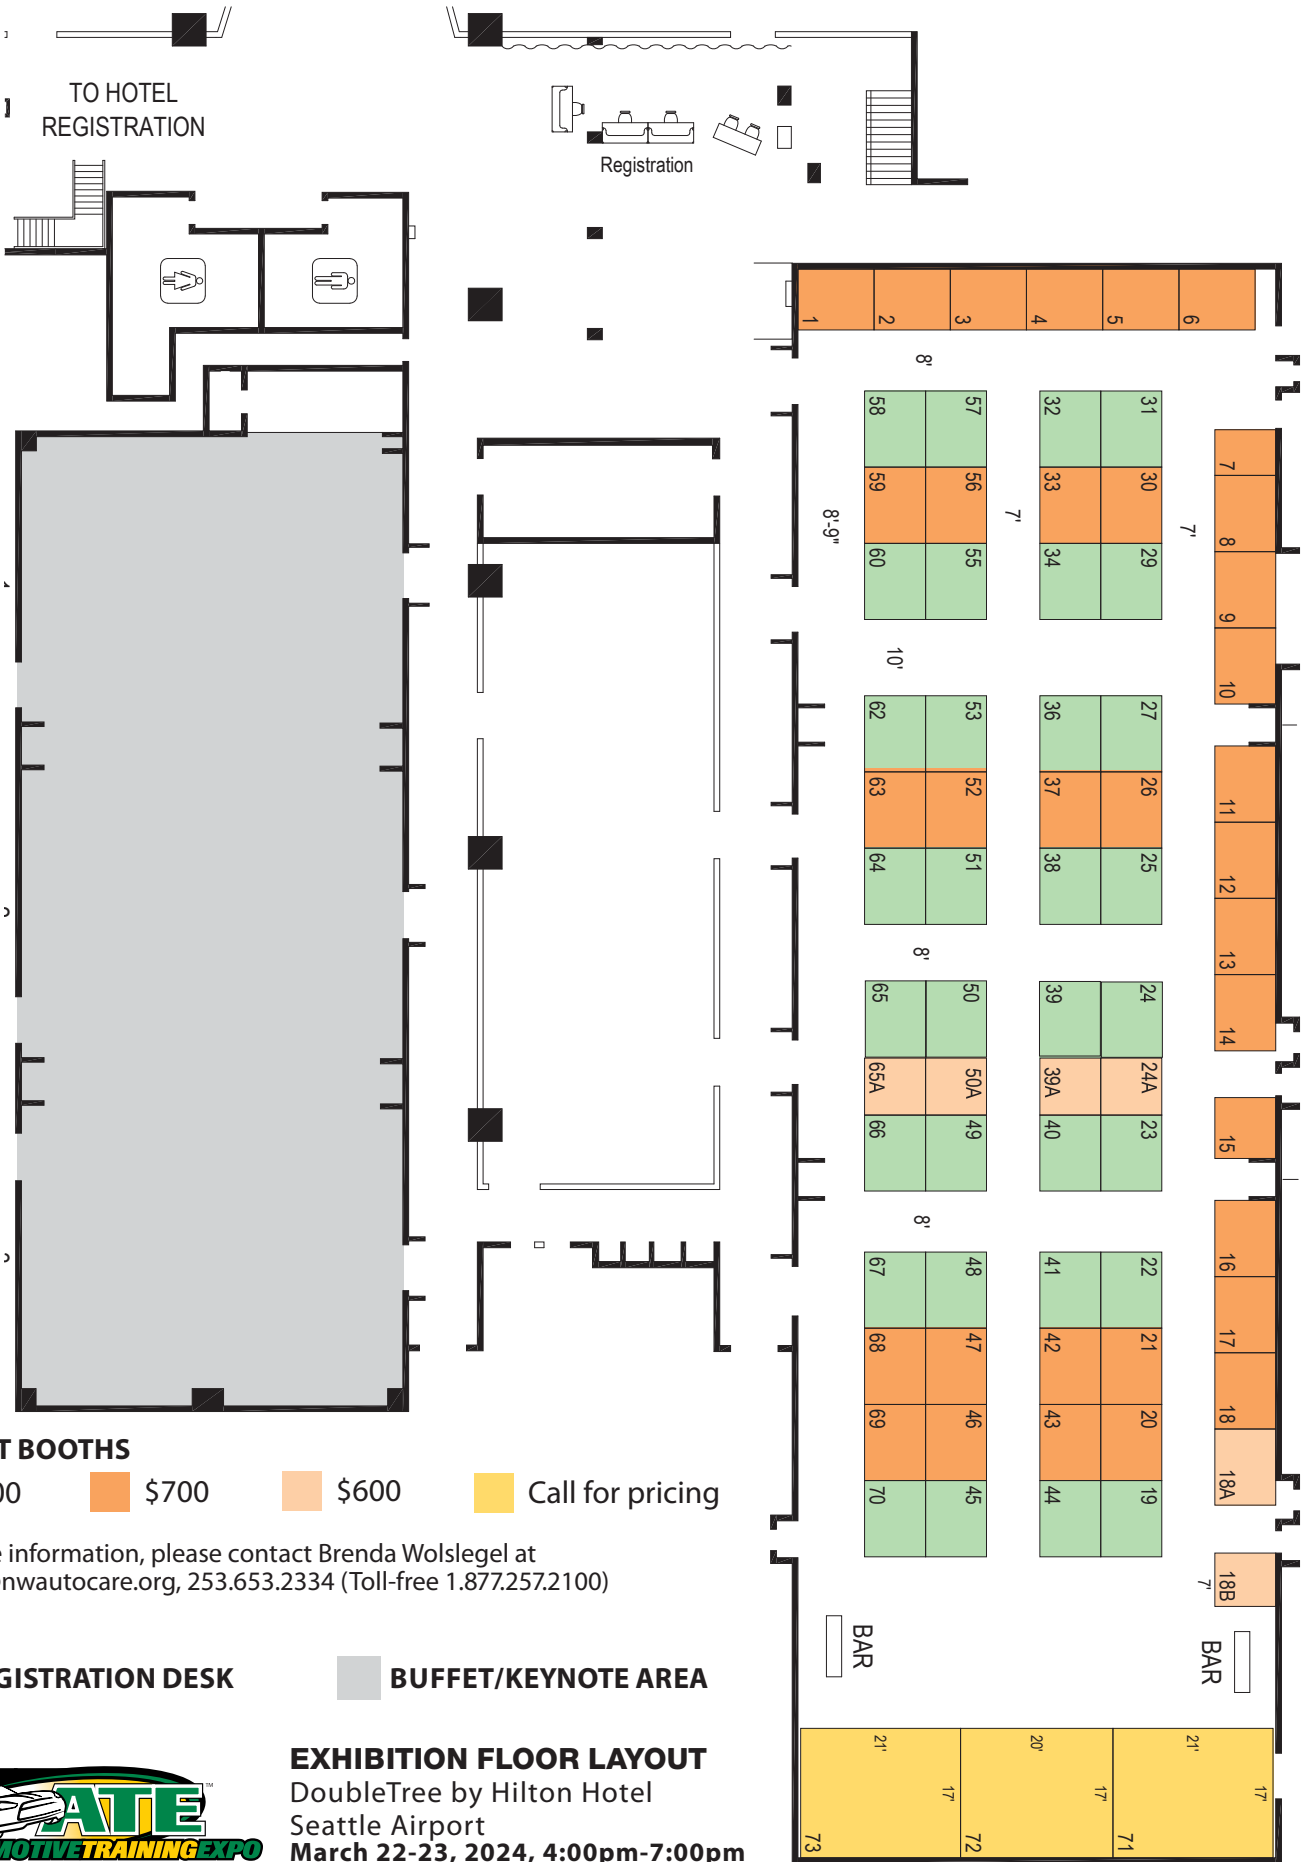 TO HOTEL
REGISTRATION
Registration
1 2 3 4 5 6
8'
58 57 32 31
7
59 56 33 30
8
8'-9" 7' 7'
60 55 34 29
9
10'
10
62 53 36 27
63 52 37 26
11
64 51 38 25
12
8'
13
65 50 39 24
14
65A 50A 39A 24A
66 49 40 23
15
8'
67 48 41 22
16
68 47 42 21
17
69 46 43 20
18
70 45 44 19
18A
18B
7'
BAR
BAR
21' 20' 21'
17' 17' 17'
73 72 71
BOOTHS
$700
$600
Call for pricing
information, please contact Brenda Wolslegel at
nwautocare.org, 253.653.2334 (Toll-free 1.877.257.2100)
GISTRATION DESK
BUFFET/KEYNOTE AREA
ATE
™
MOTIVETRAININGEXPO
EXHIBITION FLOOR LAYOUT
DoubleTree by Hilton Hotel
Seattle Airport
March 22-23, 2024, 4:00pm-7:00pm